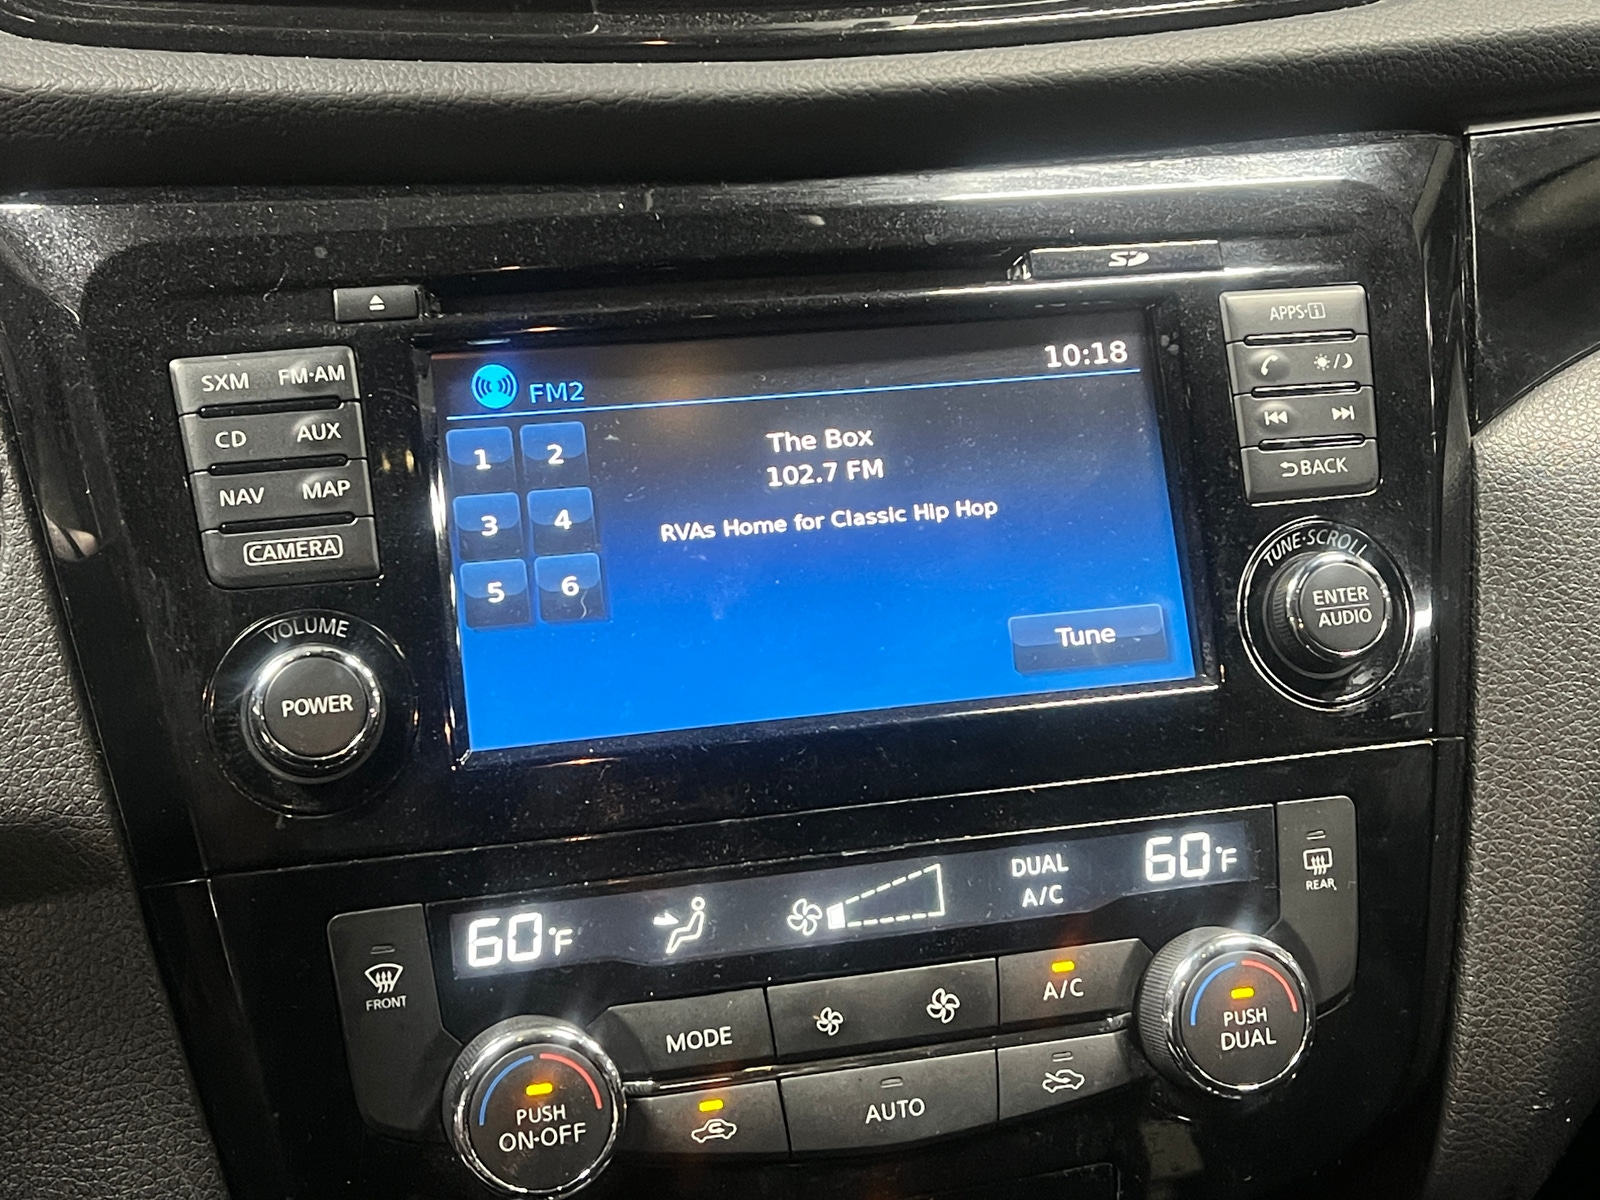 SD
APPS·i
SXM FM·AM
CD AUX
NAV MAP
CAMERA
VOLUME
POWER
FM2
10:18
1 2
3 4
5 6
The Box
102.7 FM
RVAs Home for Classic Hip Hop
Tune
BACK
TUNE·SCROLL
ENTER
AUDIO
60°F
DUAL
A/C
60°F
REAR
FRONT
MODE
A/C
PUSH
DUAL
PUSH
ON·OFF
AUTO